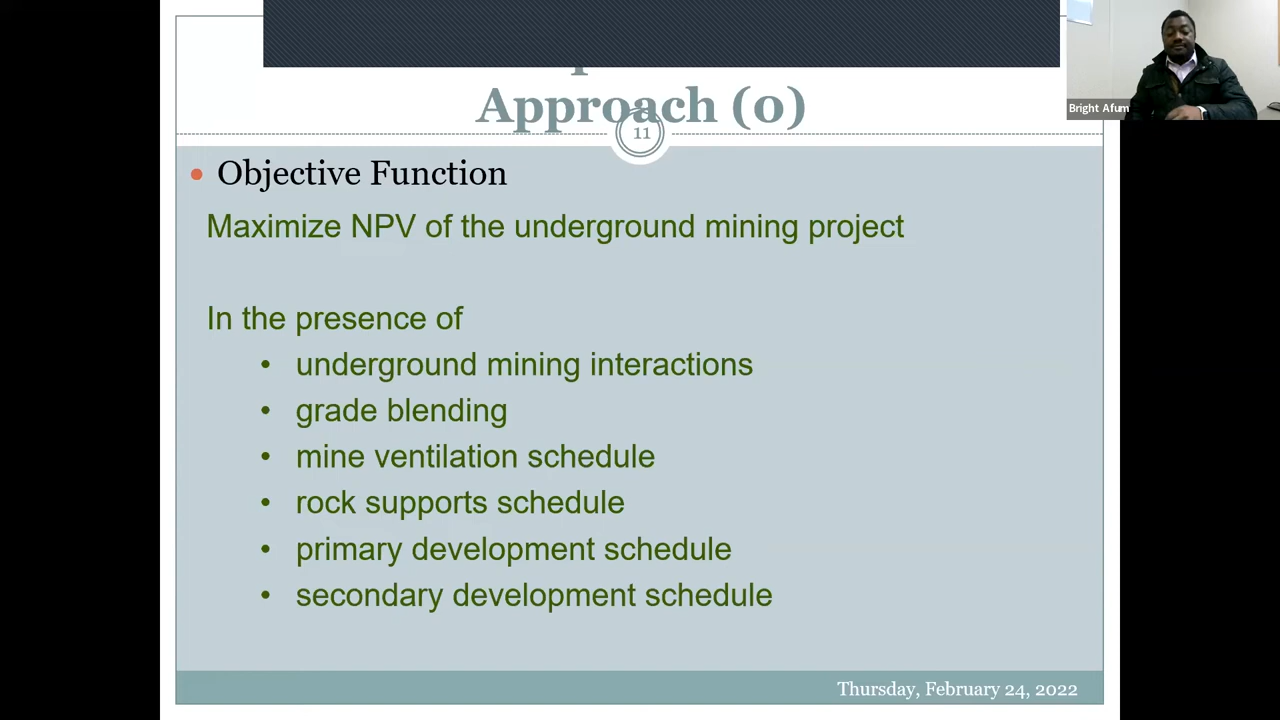 Approach (0)
11
Bright Afum
• Objective Function
Maximize NPV of the underground mining project
In the presence of
• underground mining interactions
• grade blending
• mine ventilation schedule
• rock supports schedule
• primary development schedule
• secondary development schedule
Thursday, February 24, 2022